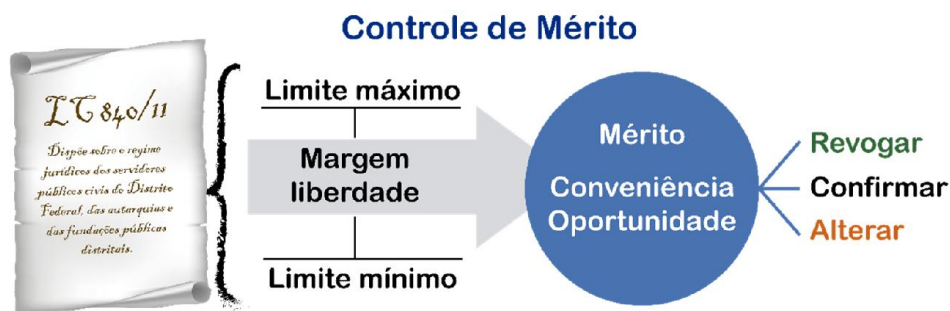 Controle de Mérito
LC 840/11
Dispõe sobre o regime
jurídicos dos servidores
públicos civis do Distrito
Federal, das autarquias e
das fundações públicas
distritais.
Limite máximo
Margem
liberdade
Limite mínimo
Mérito
Conveniência
Oportunidade
Revogar
Confirmar
Alterar